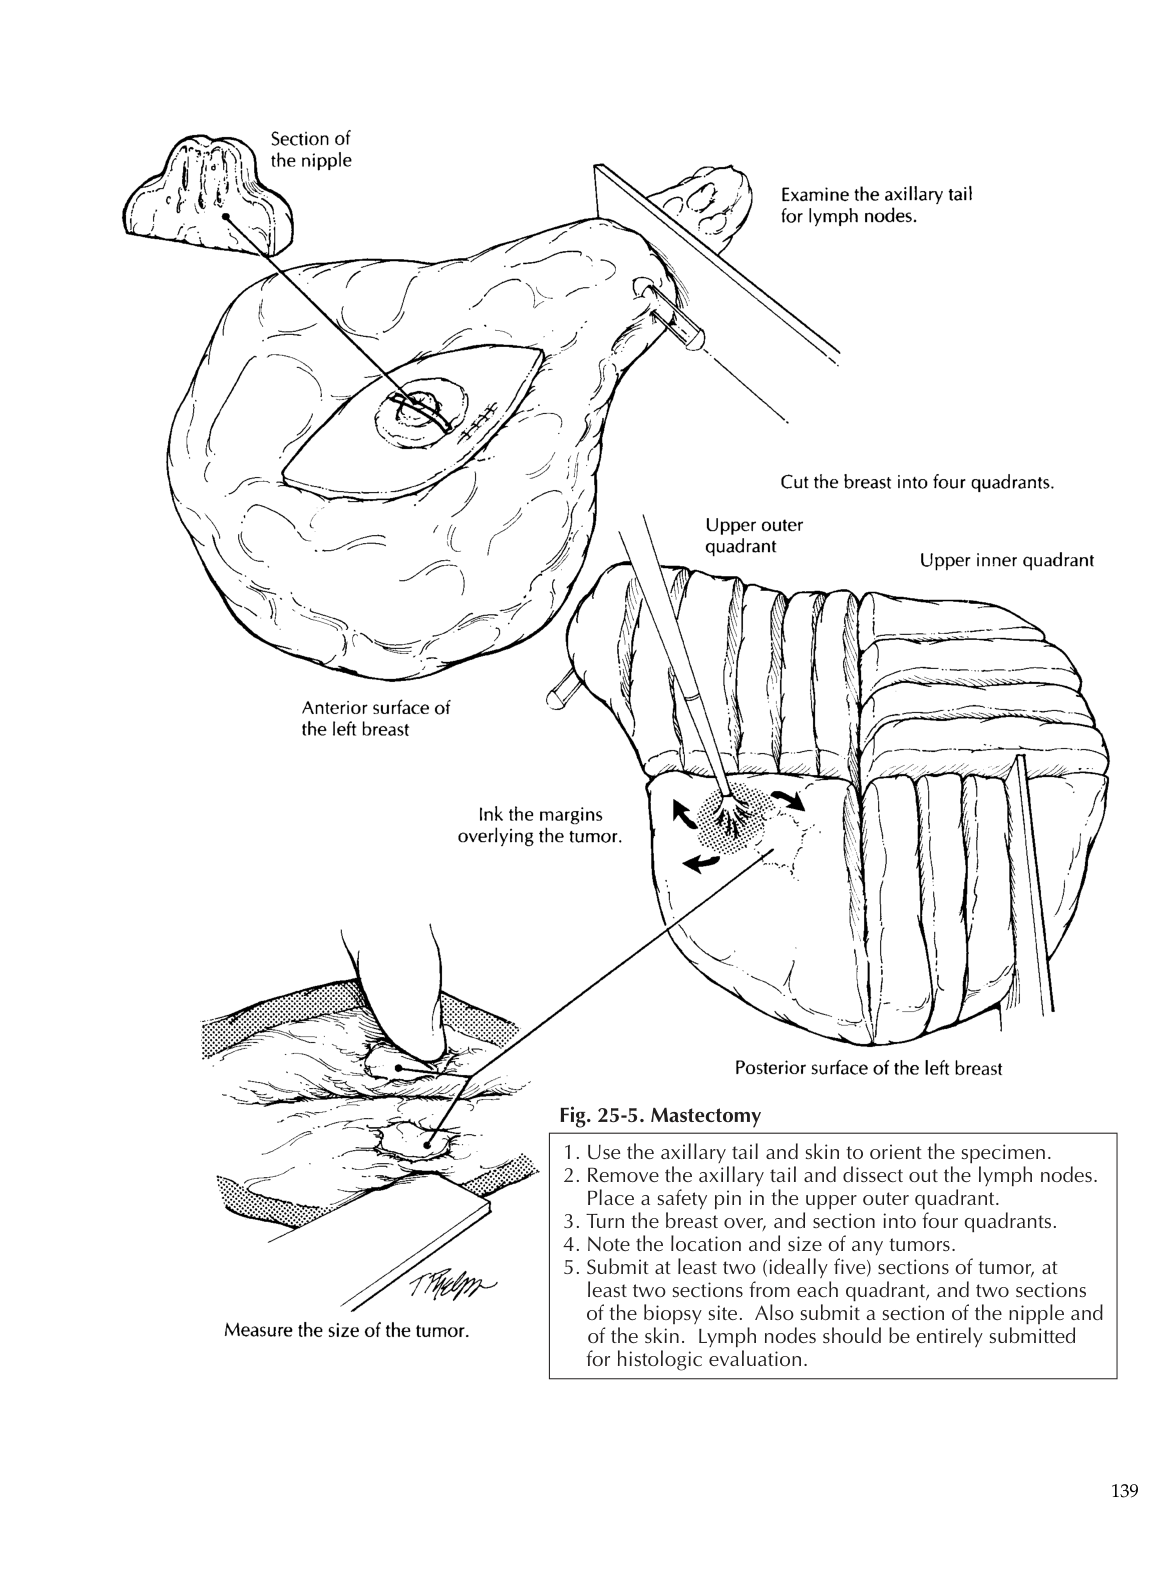 Section of
the nipple
Examine the axillary tail
for lymph nodes.
Cut the breast into four quadrants.
Upper outer
quadrant
Upper inner quadrant
Anterior surface of
the left breast
Ink the margins
overlying the tumor.
Posterior surface of the left breast
Measure the size of the tumor.
Fig. 25-5. Mastectomy
1. Use the axillary tail and skin to orient the specimen.
2. Remove the axillary tail and dissect out the lymph nodes.
Place a safety pin in the upper outer quadrant.
3. Turn the breast over, and section into four quadrants.
4. Note the location and size of any tumors.
5. Submit at least two (ideally five) sections of tumor, at
least two sections from each quadrant, and two sections
of the biopsy site. Also submit a section of the nipple and
of the skin. Lymph nodes should be entirely submitted
for histologic evaluation.
139